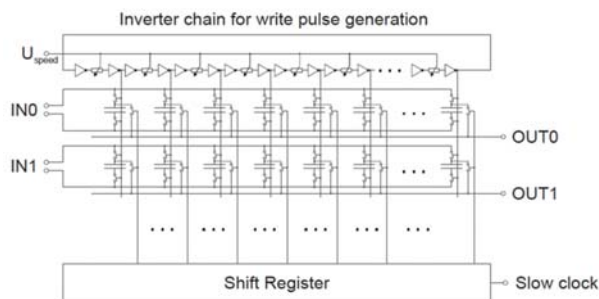 Inverter chain for write pulse generation
Uspeed
IN0
OUT0
IN1
OUT1
Shift Register
Slow clock